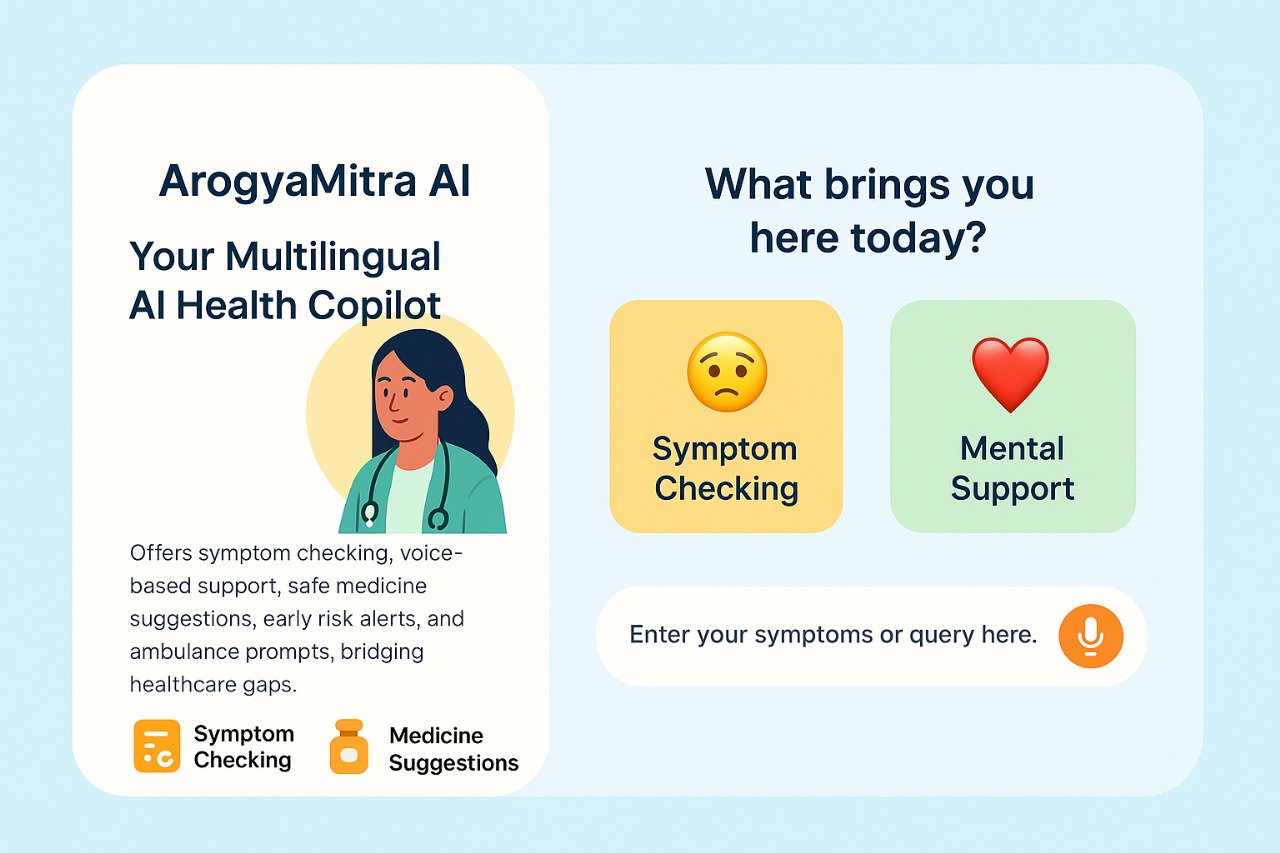 ArogyaMitra AI
Your Multilingual
AI Health Copilot
Offers symptom checking, voice-
based support, safe medicine
suggestions, early risk alerts, and
ambulance prompts, bridging
healthcare gaps.
Symptom
Checking
Medicine
Suggestions
What brings you
here today?
Symptom
Checking
Mental
Support
Enter your symptoms or query here.